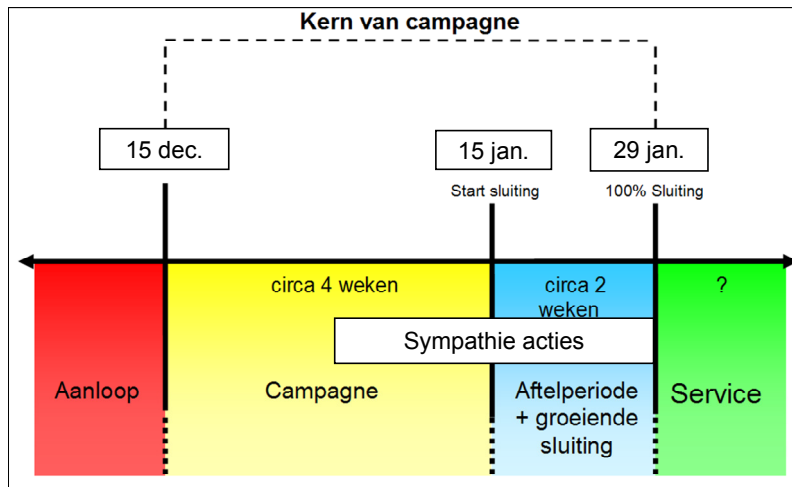 Kern van campagne
15 dec.
15 jan.
29 jan.
Start sluiting
100% Sluiting
circa 4 weken
circa 2
weken
?
Sympathie acties
Aanloop
Campagne
Aftelperiode
+ groeiende
sluiting
Service